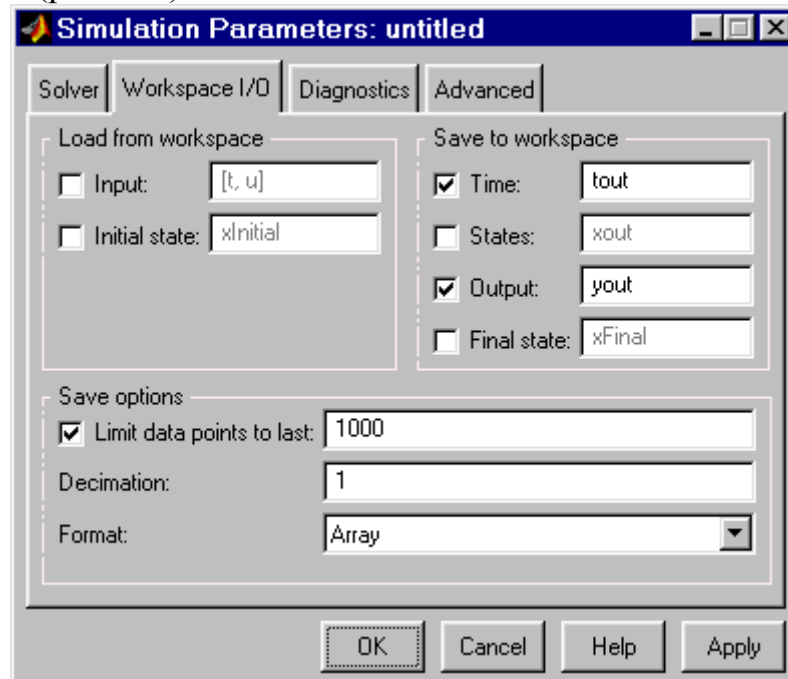 Simulation Parameters: untitled
Solver Workspace I/O Diagnostics Advanced
Load from workspace
Input: [t, u]
Initial state: xInitial
Save to workspace
Time: tout
States: xout
Output: yout
Final state: xFinal
Save options
Limit data points to last: 1000
Decimation: 1
Format: Array
OK Cancel Help Apply